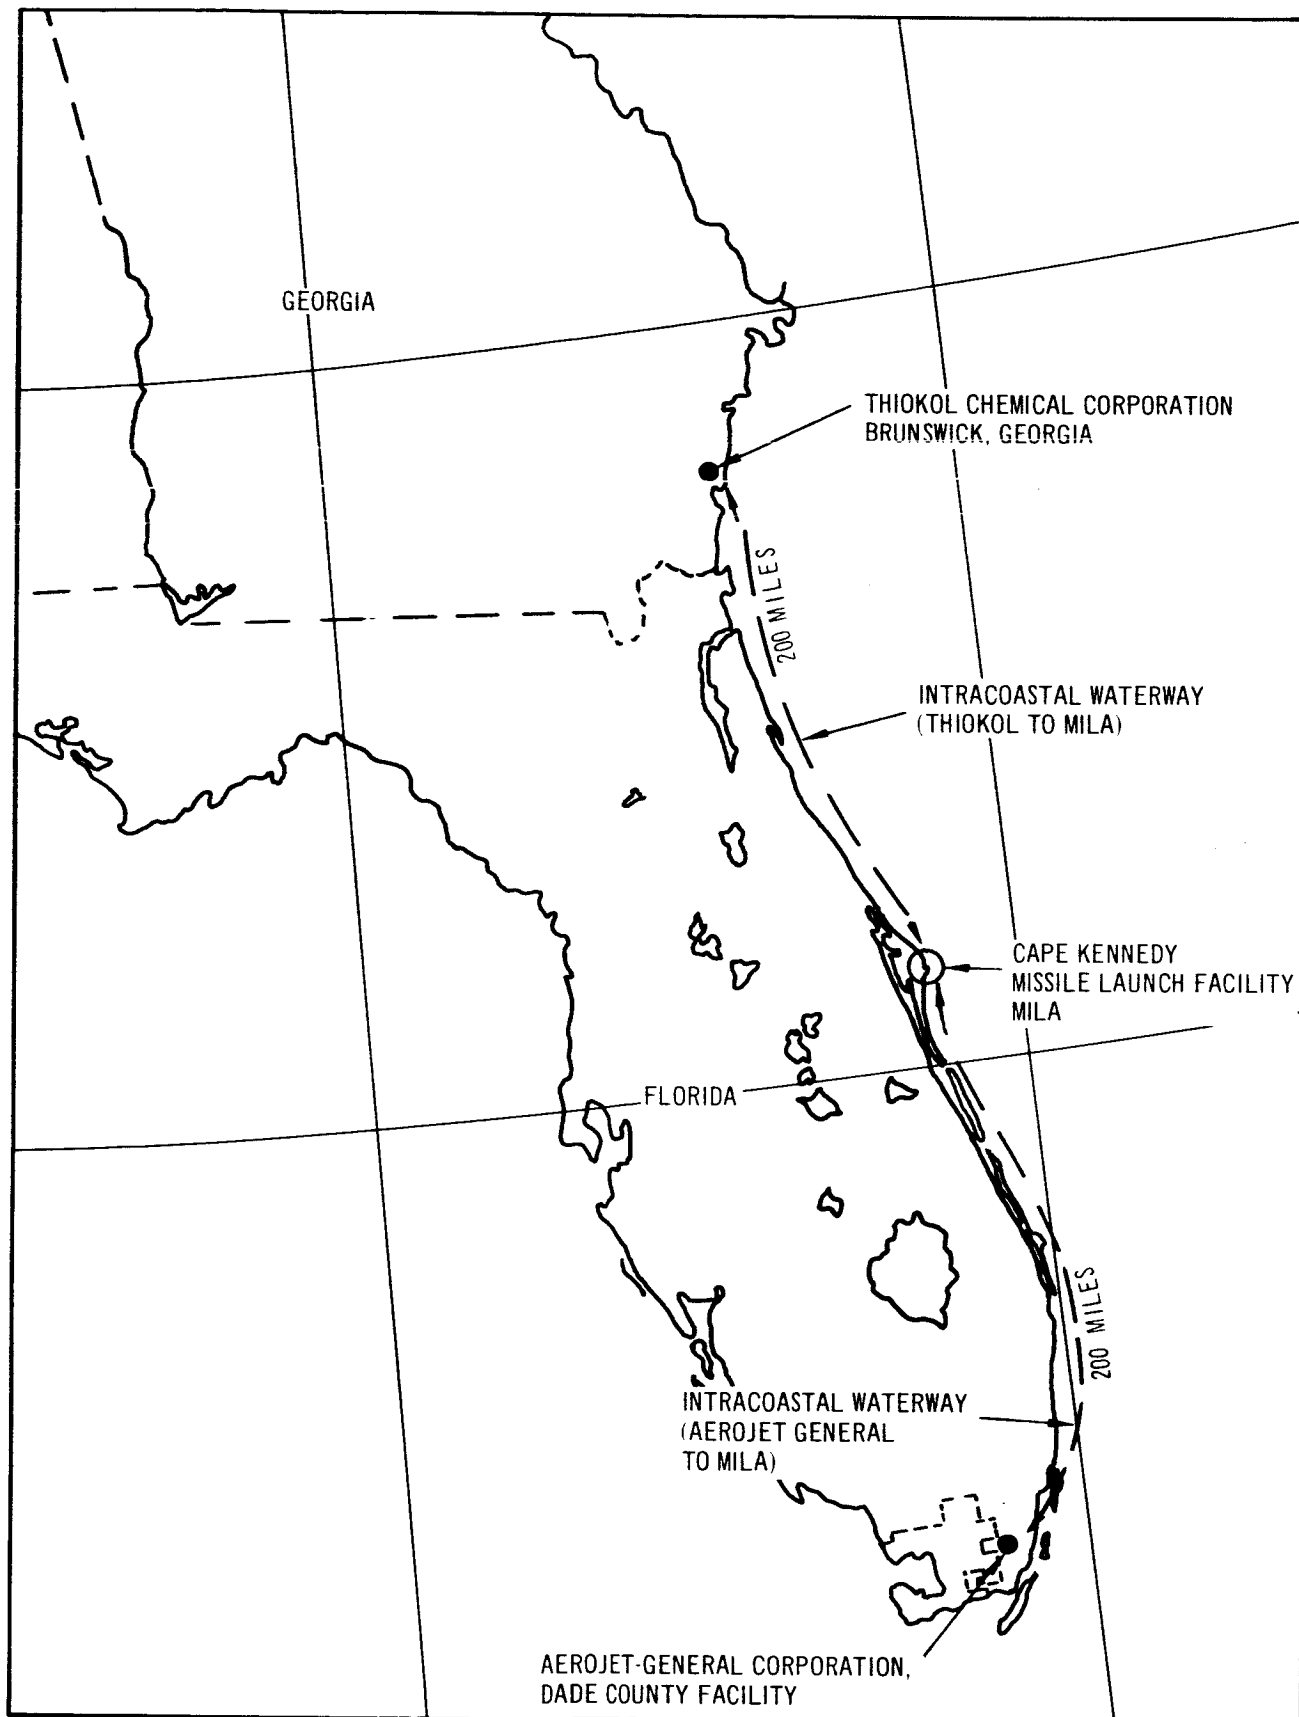 GEORGIA
THIOKOL CHEMICAL CORPORATION
BRUNSWICK, GEORGIA
200 MILES
INTRACOASTAL WATERWAY
(THIOKOL TO MILA)
CAPE KENNEDY
MISSILE LAUNCH FACILITY
MILA
FLORIDA
200 MILES
INTRACOASTAL WATERWAY
(AEROJET GENERAL
TO MILA)
AEROJET-GENERAL CORPORATION,
DADE COUNTY FACILITY